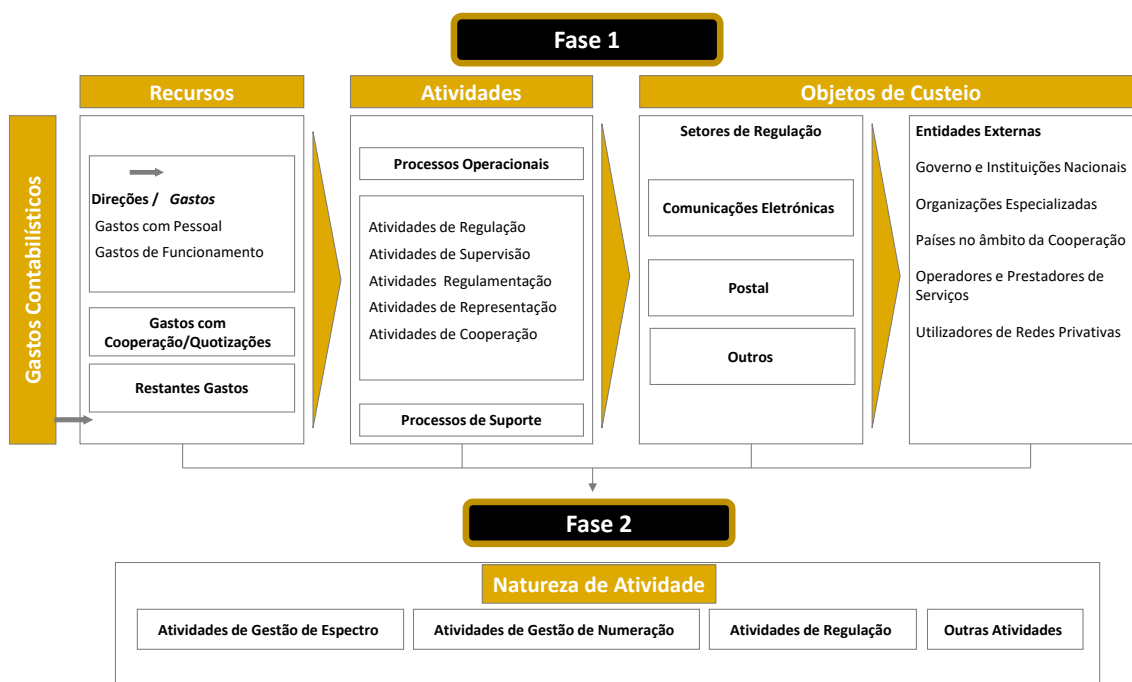 Fase 1
Recursos
Atividades
Objetos de Custeio
Gastos Contabilísticos
Direções / Gastos
Gastos com Pessoal
Gastos de Funcionamento
Gastos com
Cooperação/Quotizações
Restantes Gastos
Processos Operacionais
Atividades de Regulação
Atividades de Supervisão
Atividades Regulamentação
Atividades de Representação
Atividades de Cooperação
Processos de Suporte
Setores de Regulação
Comunicações Eletrónicas
Postal
Outros
Entidades Externas
Governo e Instituições Nacionais
Organizações Especializadas
Países no âmbito da Cooperação
Operadores e Prestadores de
Serviços
Utilizadores de Redes Privativas
Fase 2
Natureza de Atividade
Atividades de Gestão de Espectro
Atividades de Gestão de Numeração
Atividades de Regulação
Outras Atividades